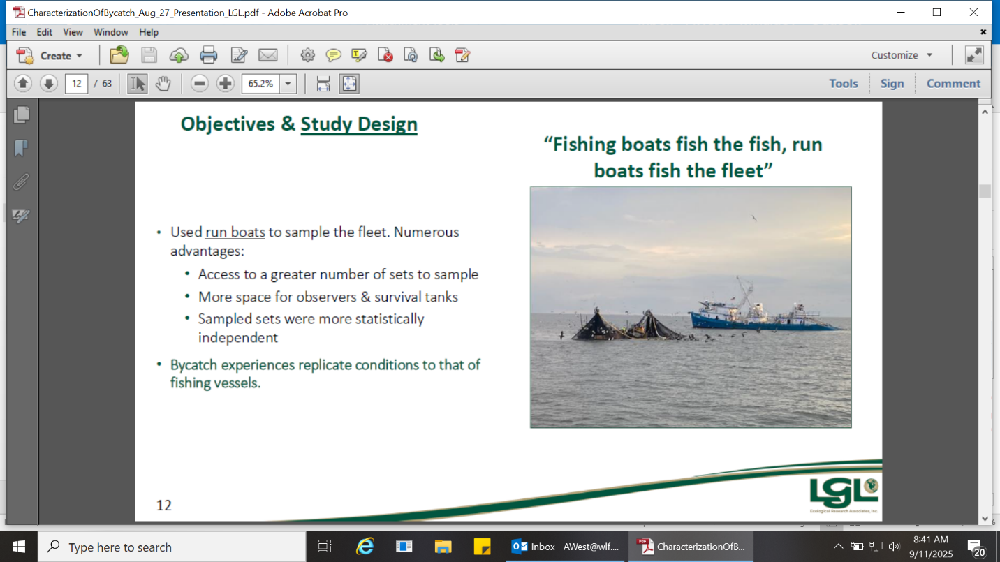 CharacterizationOfBycatch_Aug_27_Presentation_LGL.pdf - Adobe Acrobat Pro
File Edit View Window Help
Create
Customize
12 / 63
65.2%
Tools Sign Comment
Objectives & Study Design
“Fishing boats fish the fish, run
boats fish the fleet”
• Used run boats to sample the fleet. Numerous
advantages:
• Access to a greater number of sets to sample
• More space for observers & survival tanks
• Sampled sets were more statistically
independent
• Bycatch experiences replicate conditions to that of
fishing vessels.
LGL
Ecological Research Associates, Inc.
12
Type here to search
Inbox - AWest@wlf....
CharacterizationOfB...
8:41 AM
9/11/2025
20